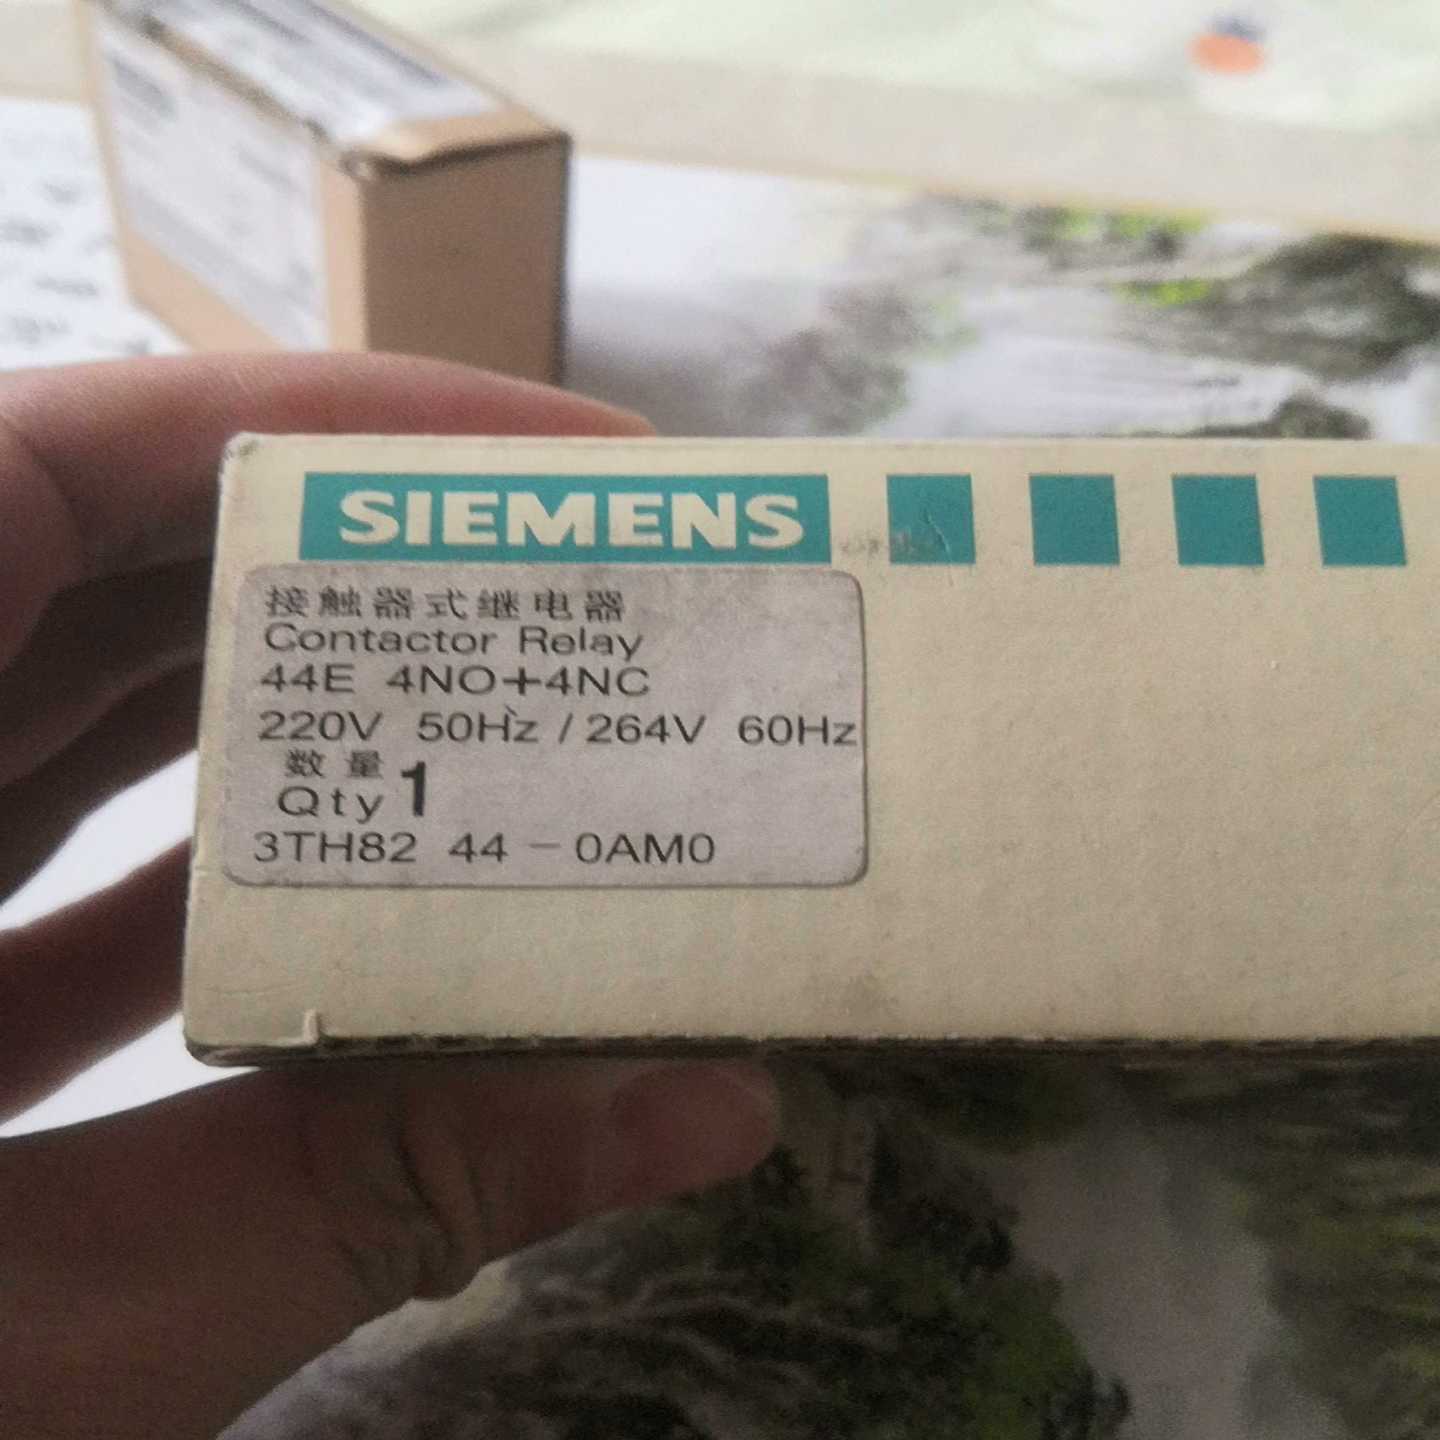 SIEMENS
接触器式继电器
Contactor Relay
44E 4NO+4NC
220V 50Hz / 264V 60Hz
数量
Qty 1
3TH82 44 - 0AM0